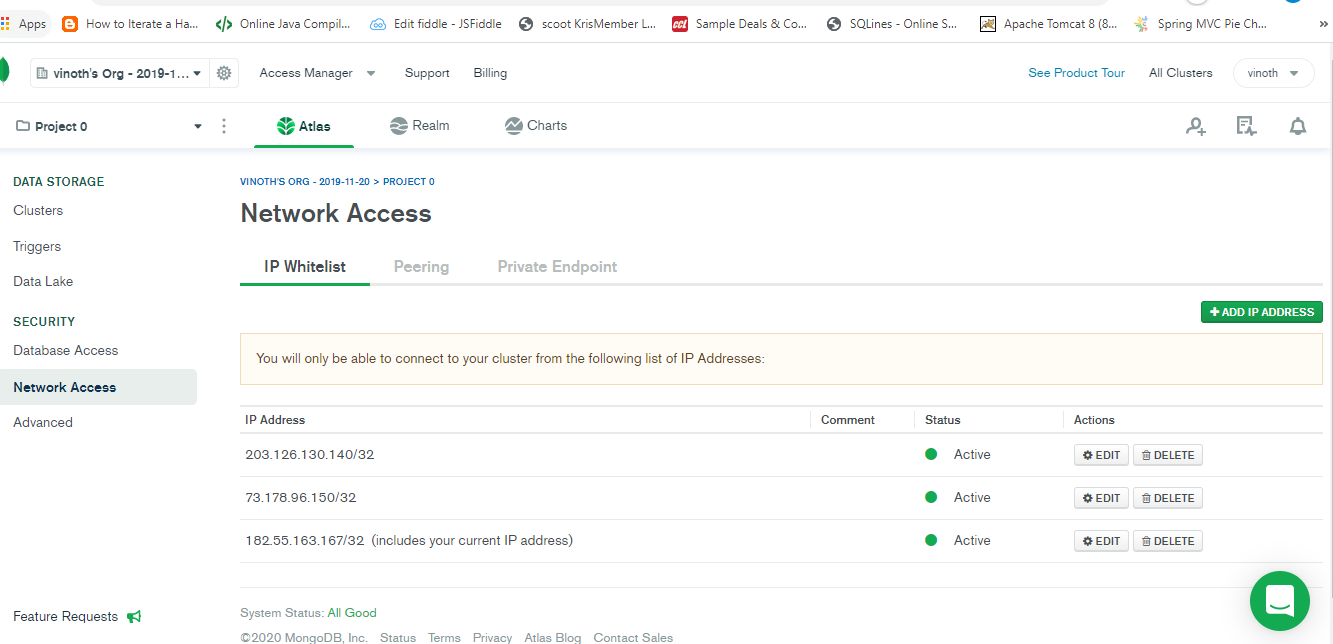 Apps How to Iterate a Ha... Online Java Compil... Edit fiddle - JSFiddle scoot KrisMember L... Sample Deals & Co... SQLines - Online S... Apache Tomcat 8 (8... Spring MVC Pie Ch... »
vinoth's Org - 2019-1... Access Manager Support Billing See Product Tour All Clusters vinoth
Project 0 Atlas Realm Charts
DATA STORAGE
Clusters
Triggers
Data Lake
SECURITY
Database Access
Network Access
Advanced
Feature Requests
VINOTH'S ORG - 2019-11-20 > PROJECT 0
Network Access
IP Whitelist Peering Private Endpoint
+ ADD IP ADDRESS
You will only be able to connect to your cluster from the following list of IP Addresses:
IP Address Comment Status Actions
203.126.130.140/32 Active EDIT DELETE
73.178.96.150/32 Active EDIT DELETE
182.55.163.167/32 (includes your current IP address) Active EDIT DELETE
System Status: All Good
©2020 MongoDB, Inc. Status Terms Privacy Atlas Blog Contact Sales